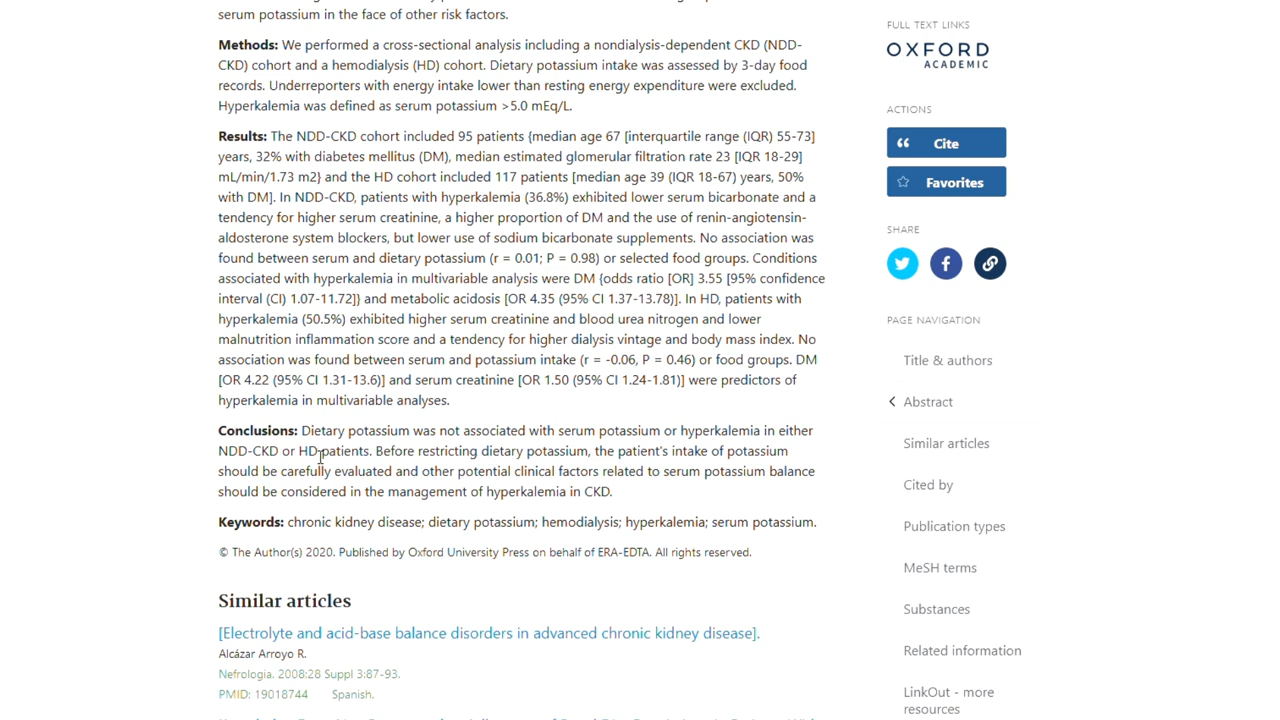 serum potassium in the face of other risk factors.
Methods: We performed a cross-sectional analysis including a nondialysis-dependent CKD (NDD-
CKD) cohort and a hemodialysis (HD) cohort. Dietary potassium intake was assessed by 3-day food
records. Underreporters with energy intake lower than resting energy expenditure were excluded.
Hyperkalemia was defined as serum potassium >5.0 mEq/L.
Results: The NDD-CKD cohort included 95 patients {median age 67 [interquartile range (IQR) 55-73]
years, 32% with diabetes mellitus (DM), median estimated glomerular filtration rate 23 [IQR 18-29]
mL/min/1.73 m2} and the HD cohort included 117 patients [median age 39 (IQR 18-67) years, 50%
with DM]. In NDD-CKD, patients with hyperkalemia (36.8%) exhibited lower serum bicarbonate and a
tendency for higher serum creatinine, a higher proportion of DM and the use of renin-angiotensin-
aldosterone system blockers, but lower use of sodium bicarbonate supplements. No association was
found between serum and dietary potassium (r = 0.01; P = 0.98) or selected food groups. Conditions
associated with hyperkalemia in multivariable analysis were DM {odds ratio [OR] 3.55 [95% confidence
interval (CI) 1.07-11.72]} and metabolic acidosis [OR 4.35 (95% CI 1.37-13.78)]. In HD, patients with
hyperkalemia (50.5%) exhibited higher serum creatinine and blood urea nitrogen and lower
malnutrition inflammation score and a tendency for higher dialysis vintage and body mass index. No
association was found between serum and potassium intake (r = -0.06, P = 0.46) or food groups. DM
[OR 4.22 (95% CI 1.31-13.6)] and serum creatinine [OR 1.50 (95% CI 1.24-1.81)] were predictors of
hyperkalemia in multivariable analyses.
Conclusions: Dietary potassium was not associated with serum potassium or hyperkalemia in either
NDD-CKD or HD patients. Before restricting dietary potassium, the patient's intake of potassium
should be carefully evaluated and other potential clinical factors related to serum potassium balance
should be considered in the management of hyperkalemia in CKD.
Keywords: chronic kidney disease; dietary potassium; hemodialysis; hyperkalemia; serum potassium.
© The Author(s) 2020. Published by Oxford University Press on behalf of ERA-EDTA. All rights reserved.
Similar articles
[Electrolyte and acid-base balance disorders in advanced chronic kidney disease].
Alcázar Arroyo R.
Nefrologia. 2008;28 Suppl 3:87-93.
PMID: 19018744 Spanish.
FULL TEXT LINKS
OXFORD
ACADEMIC
ACTIONS
Cite
Favorites
SHARE
PAGE NAVIGATION
Title & authors
Abstract
Similar articles
Cited by
Publication types
MeSH terms
Substances
Related information
LinkOut - more
resources